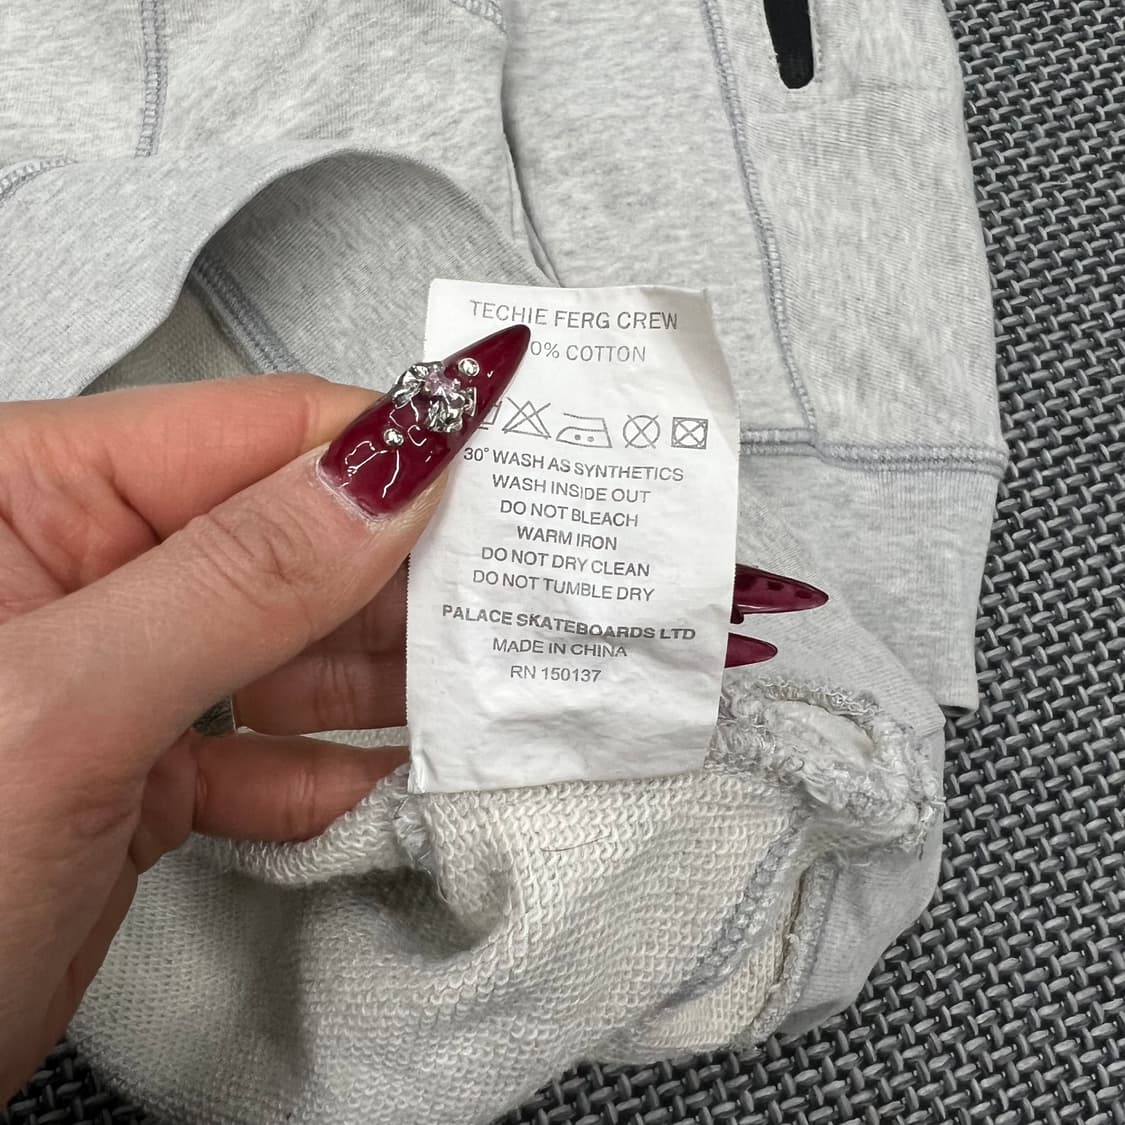 TECHIE FERG CREW
0% COTTON
30° WASH AS SYNTHETICS
WASH INSIDE OUT
DO NOT BLEACH
WARM IRON
DO NOT DRY CLEAN
DO NOT TUMBLE DRY
PALACE SKATEBOARDS LTD
MADE IN CHINA
RN 150137